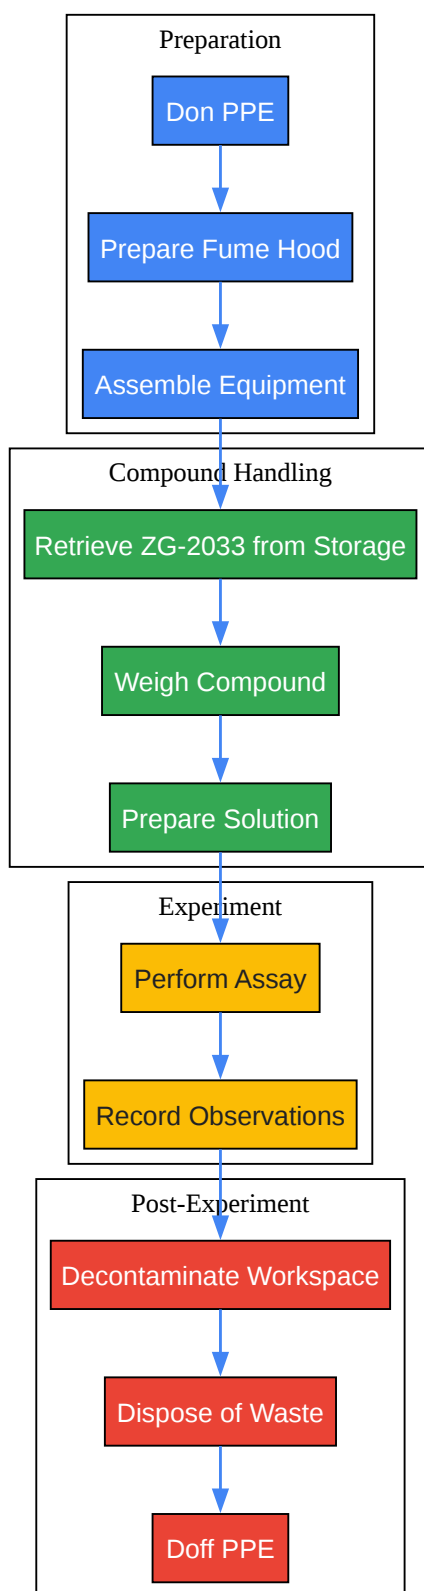 Preparation
Don PPE
Prepare Fume Hood
Assemble Equipment
Compound Handling
Retrieve ZG-2033 from Storage
Weigh Compound
Prepare Solution
Experiment
Perform Assay
Record Observations
Post-Experiment
Decontaminate Workspace
Dispose of Waste
Doff PPE